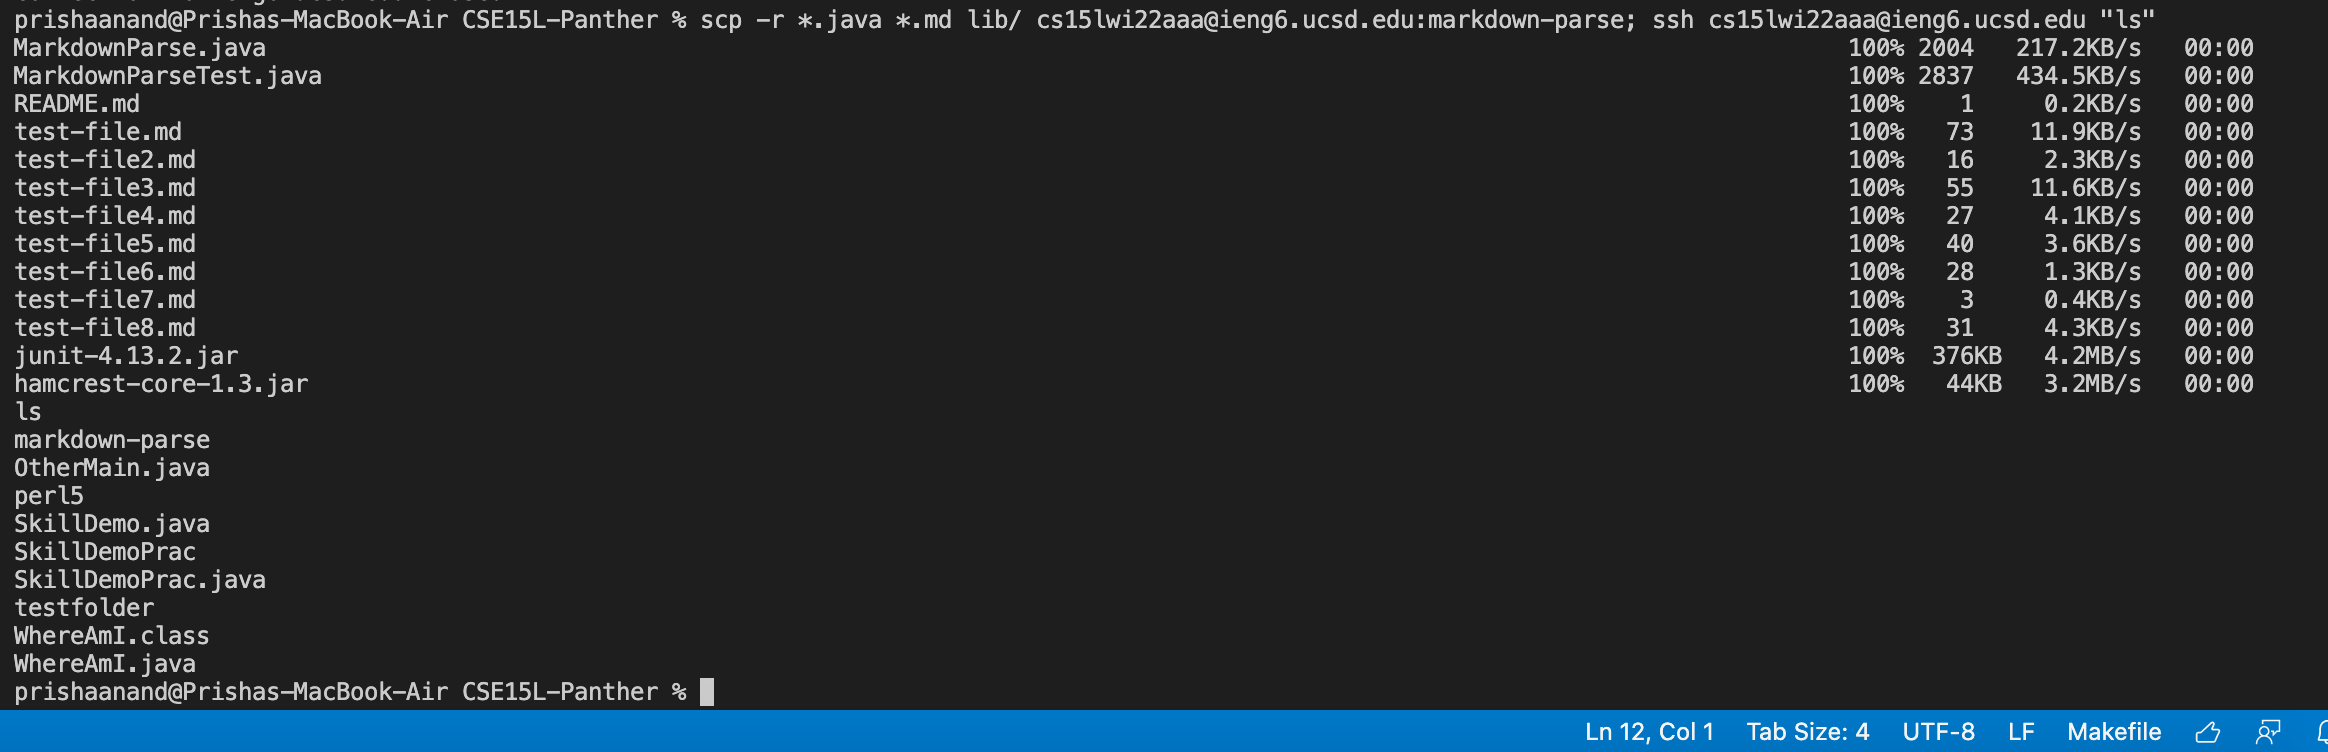 prishaanand@Prishas-MacBook-Air CSE15L-Panther % scp -r *.java *.md lib/ cs15lwi22aaa@ieng6.ucsd.edu:markdown-parse; ssh cs15lwi22aaa@ieng6.ucsd.edu "ls"
MarkdownParse.java 100% 2004 217.2KB/s 00:00
MarkdownParseTest.java 100% 2837 434.5KB/s 00:00
README.md 100% 1 0.2KB/s 00:00
test-file.md 100% 73 11.9KB/s 00:00
test-file2.md 100% 16 2.3KB/s 00:00
test-file3.md 100% 55 11.6KB/s 00:00
test-file4.md 100% 27 4.1KB/s 00:00
test-file5.md 100% 40 3.6KB/s 00:00
test-file6.md 100% 28 1.3KB/s 00:00
test-file7.md 100% 3 0.4KB/s 00:00
test-file8.md 100% 31 4.3KB/s 00:00
junit-4.13.2.jar 100% 376KB 4.2MB/s 00:00
hamcrest-core-1.3.jar 100% 44KB 3.2MB/s 00:00
ls
markdown-parse
OtherMain.java
perl5
SkillDemo.java
SkillDemoPrac
SkillDemoPrac.java
testfolder
WhereAmI.class
WhereAmI.java
prishaanand@Prishas-MacBook-Air CSE15L-Panther %
Ln 12, Col 1 Tab Size: 4 UTF-8 LF Makefile